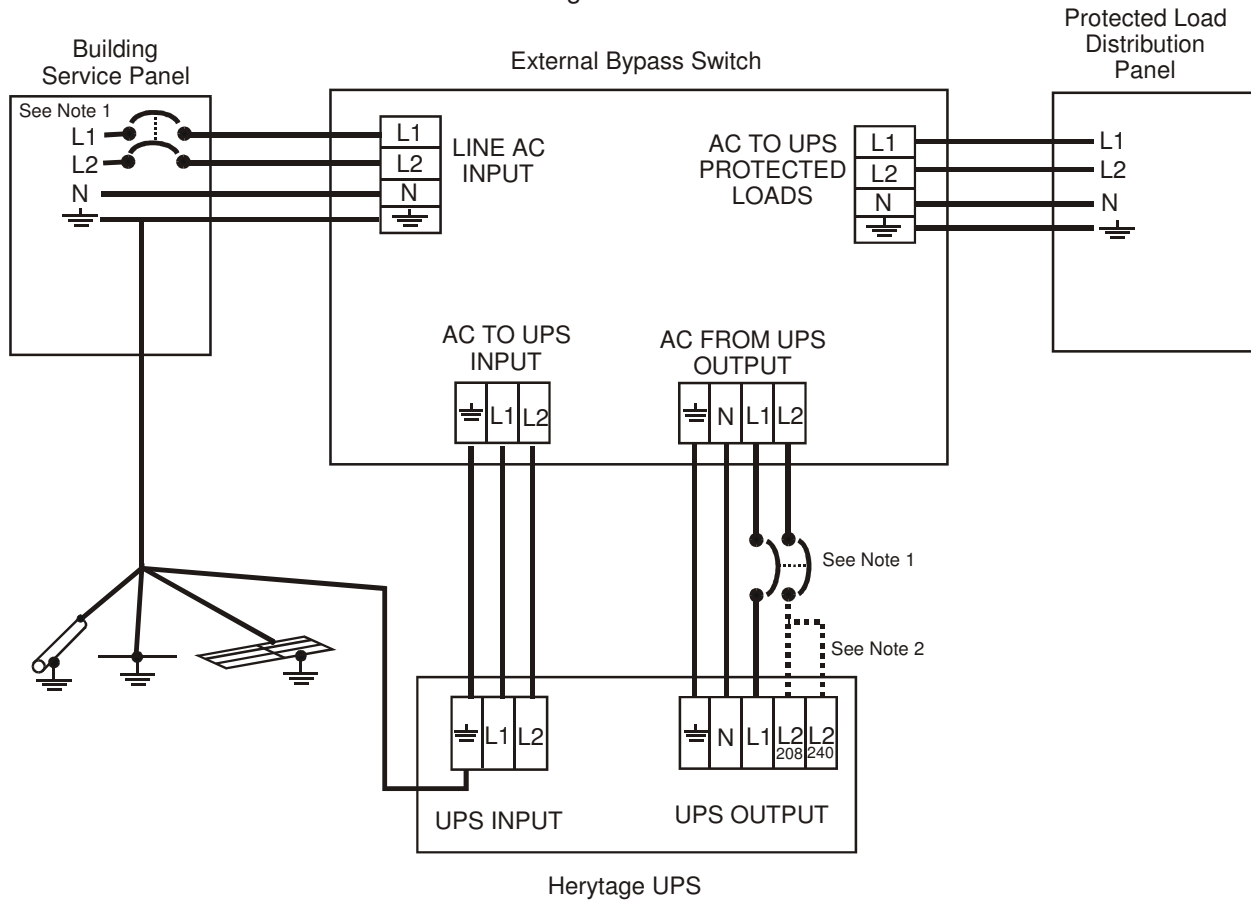 Building
Service Panel
External Bypass Switch
Protected Load
Distribution
Panel
See Note 1
L1
L2
N
L1
L2
N
LINE AC
INPUT
AC TO UPS
PROTECTED
LOADS
L1
L2
N
L1
L2
N
AC TO UPS
INPUT
L1 L2
AC FROM UPS
OUTPUT
N L1 L2
See Note 1
See Note 2
L1 L2
UPS INPUT
N L1 L2 L2
208 240
UPS OUTPUT
Herytage UPS